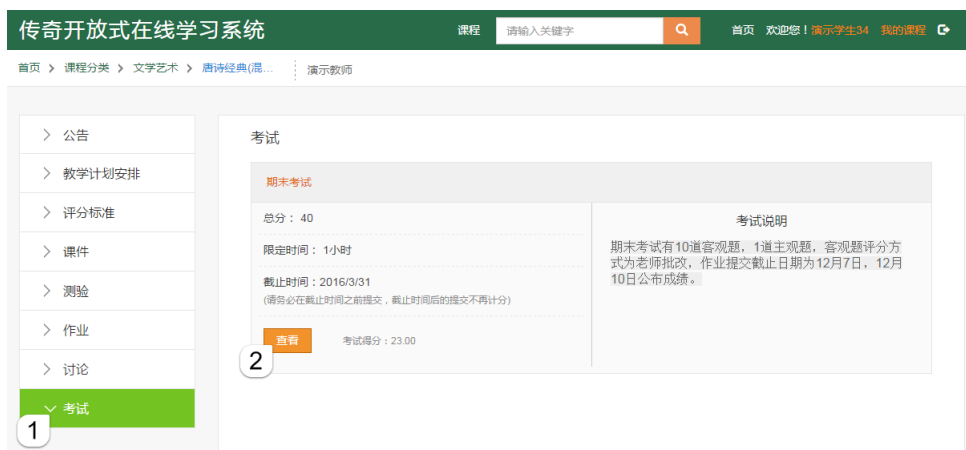 传奇开放式在线学习系统
课程
请输入关键字
首页 欢迎您！演示学生34 我的课程
首页 > 课程分类 > 文学艺术 > 唐诗经典(混...
演示教师
公告
教学计划安排
评分标准
课件
测验
作业
讨论
考试
1
考试
期末考试
总分： 40
限定时间： 1小时
截止时间：2016/3/31
(请务必在截止时间之前提交，截止时间后的提交不再计分)
查看
考试得分：23.00
2
考试说明
期末考试有10道客观题，1道主观题，客观题评分方
式为老师批改，作业提交截止日期为12月7日，12月
10日公布成绩。